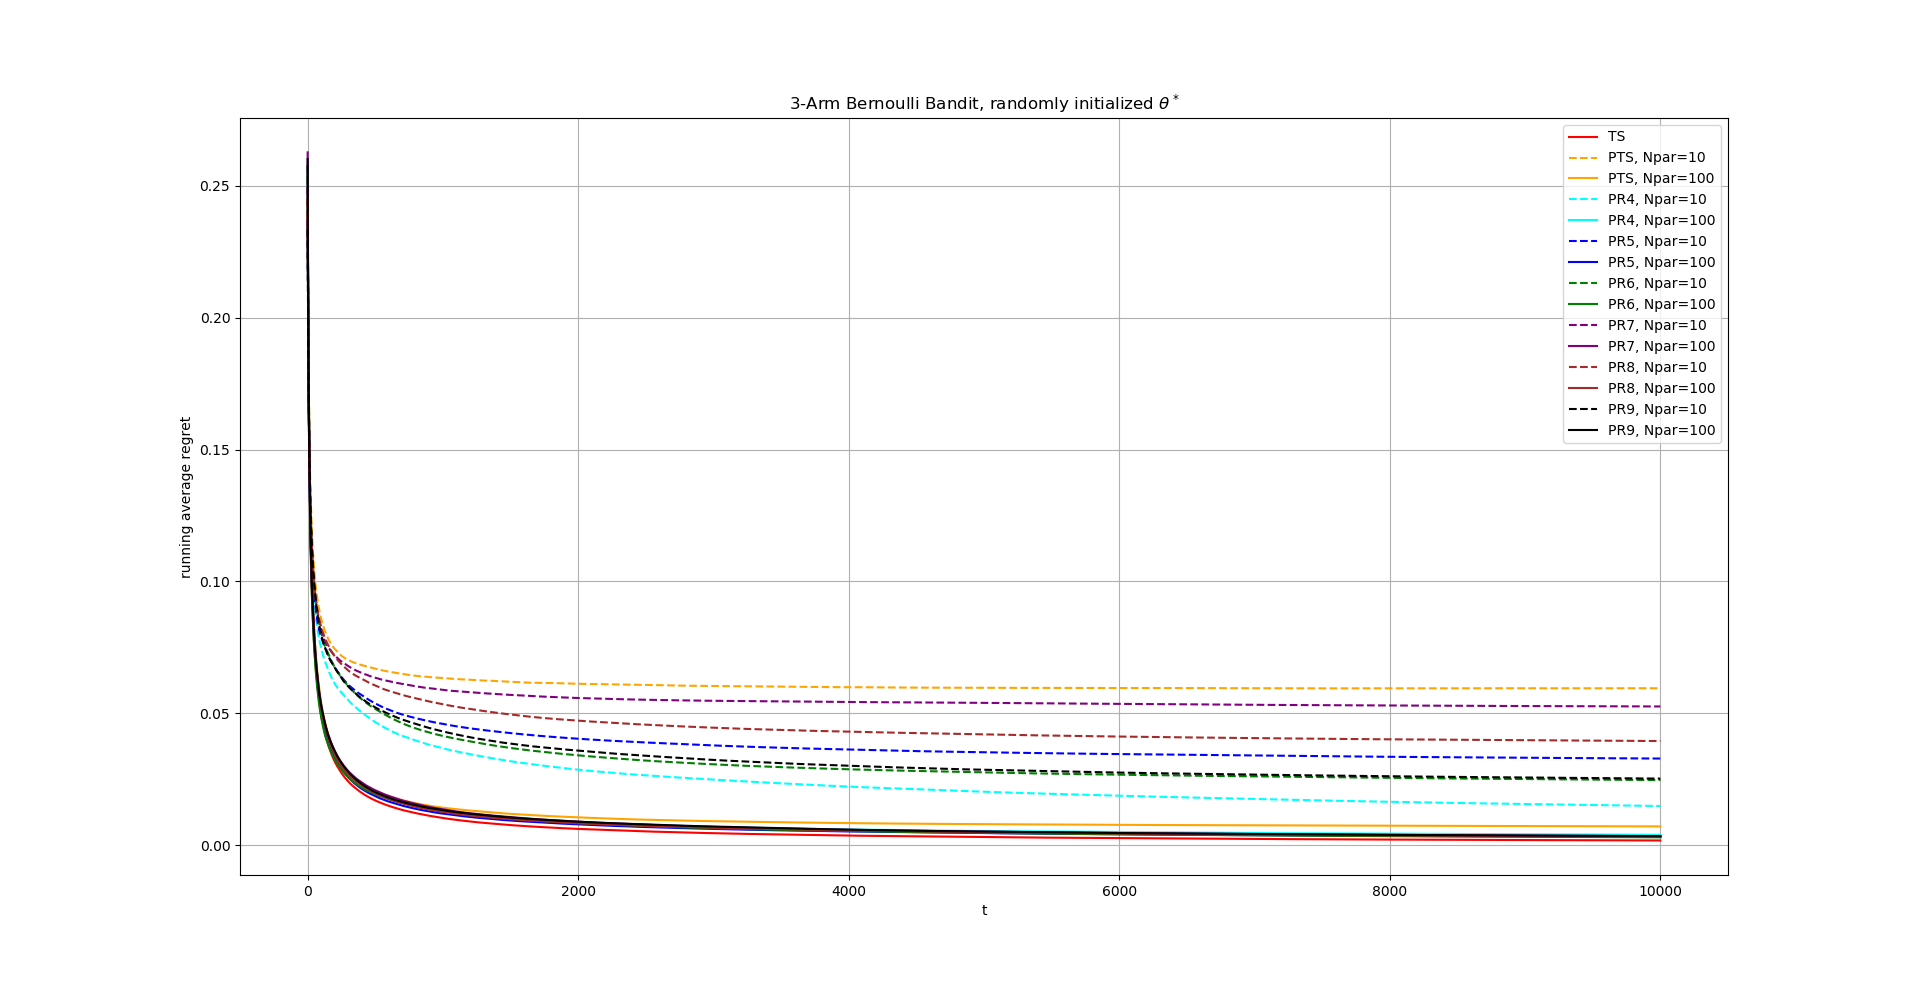 3-Arm Bernoulli Bandit, randomly initialized θ*
running average regret
0.25
0.20
0.15
0.10
0.05
0.00
0
2000
4000
6000
8000
10000
t
TS
PTS, Npar=10
PTS, Npar=100
PR4, Npar=10
PR4, Npar=100
PR5, Npar=10
PR5, Npar=100
PR6, Npar=10
PR6, Npar=100
PR7, Npar=10
PR7, Npar=100
PR8, Npar=10
PR8, Npar=100
PR9, Npar=10
PR9, Npar=100